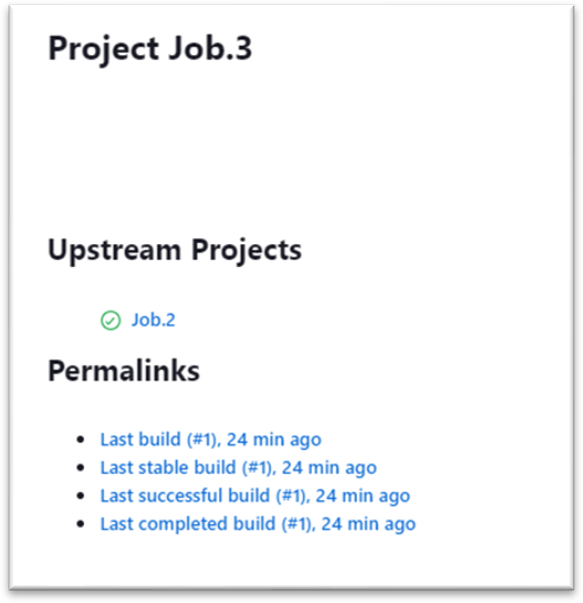 Project Job.3
Upstream Projects
Job.2
Permalinks
Last build (#1), 24 min ago
Last stable build (#1), 24 min ago
Last successful build (#1), 24 min ago
Last completed build (#1), 24 min ago